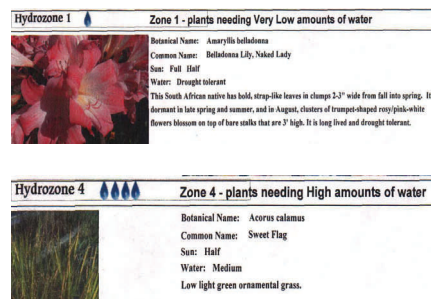 Hydrozone 1 Zone 1 - plants needing Very Low amounts of water
Botanical Name: Amaryllis belladonna
Common Name: Belladonna Lily, Naked Lady
Sun: Full Half
Water: Drought tolerant
This South African native has bold, strap-like leaves in clumps 2-3" wide from fall into spring. It
dormant in late spring and summer, and in August, clusters of trumpet-shaped rosy/pink-white
flowers blossom on top of bare stalks that are 3' high. It is long lived and drought tolerant.
Hydrozone 4 Zone 4 - plants needing High amounts of water
Botanical Name: Acorus calamus
Common Name: Sweet Flag
Sun: Half
Water: Medium
Low light green ornamental grass.